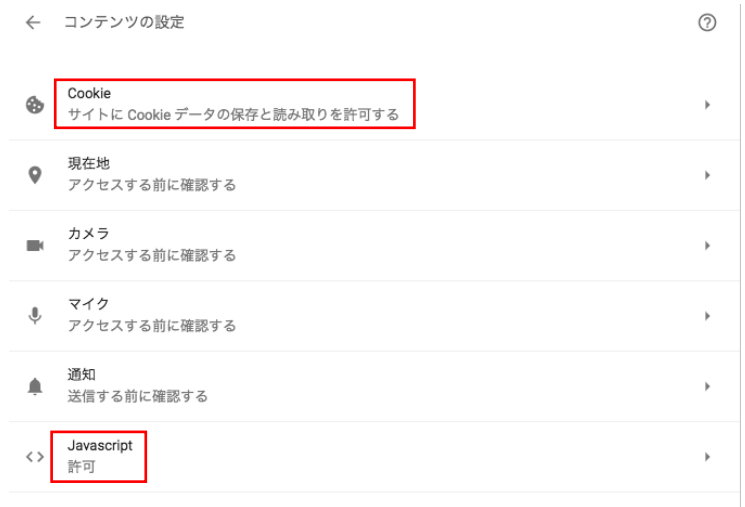 コンテンツの設定
Cookie
サイトに Cookie データの保存と読み取りを許可する
現在地
アクセスする前に確認する
カメラ
アクセスする前に確認する
マイク
アクセスする前に確認する
通知
送信する前に確認する
Javascript
許可